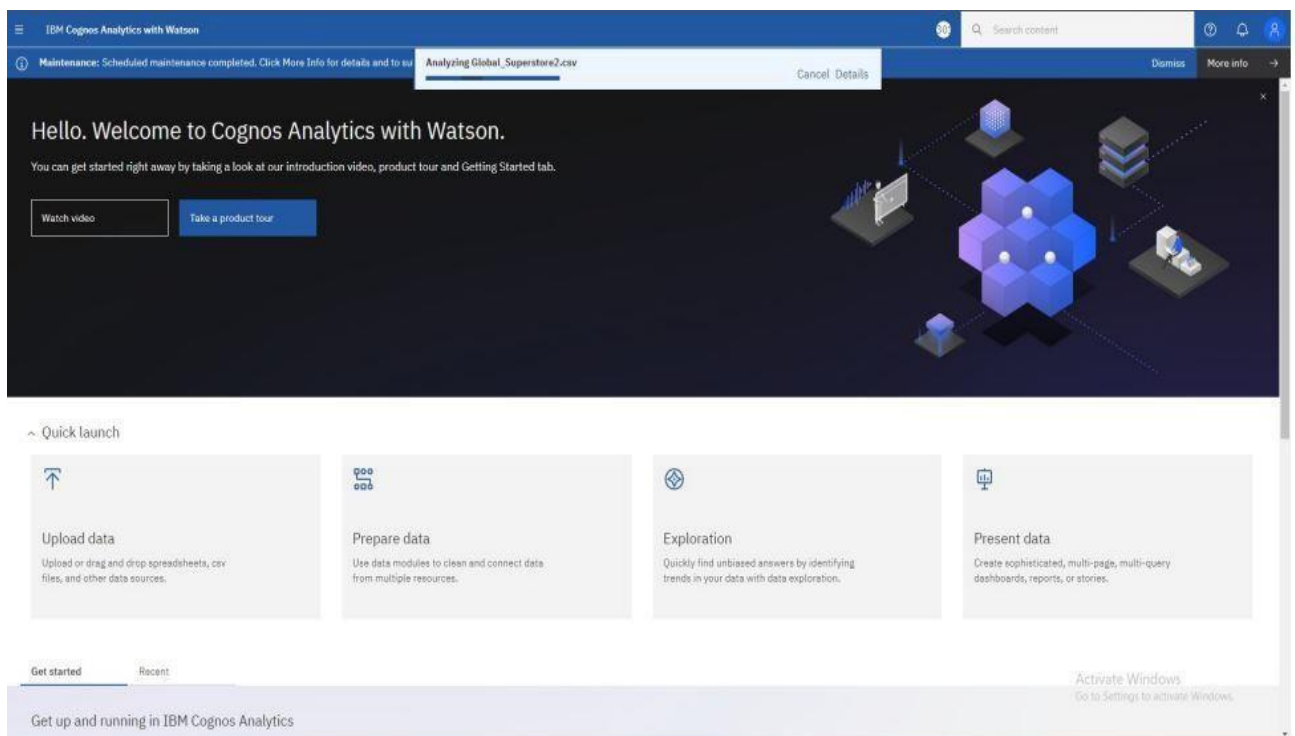 IBM Cognos Analytics with Watson
Search content
Maintenance: Scheduled maintenance completed. Click More Info for details and to su
Analyzing Global_Superstore2.csv
Cancel Details
Dismiss
More info
Hello. Welcome to Cognos Analytics with Watson.
You can get started right away by taking a look at our introduction video, product tour and Getting Started tab.
Watch video
Take a product tour
Quick launch
Upload data
Upload or drag and drop spreadsheets, csv
files, and other data sources.
Prepare data
Use data modules to clean and connect data
from multiple resources.
Exploration
Quickly find unbiased answers by identifying
trends in your data with data exploration.
Present data
Create sophisticated, multi-page, multi-query
dashboards, reports, or stories.
Get started
Recent
Activate Windows
Go to Settings to activate Windows.
Get up and running in IBM Cognos Analytics